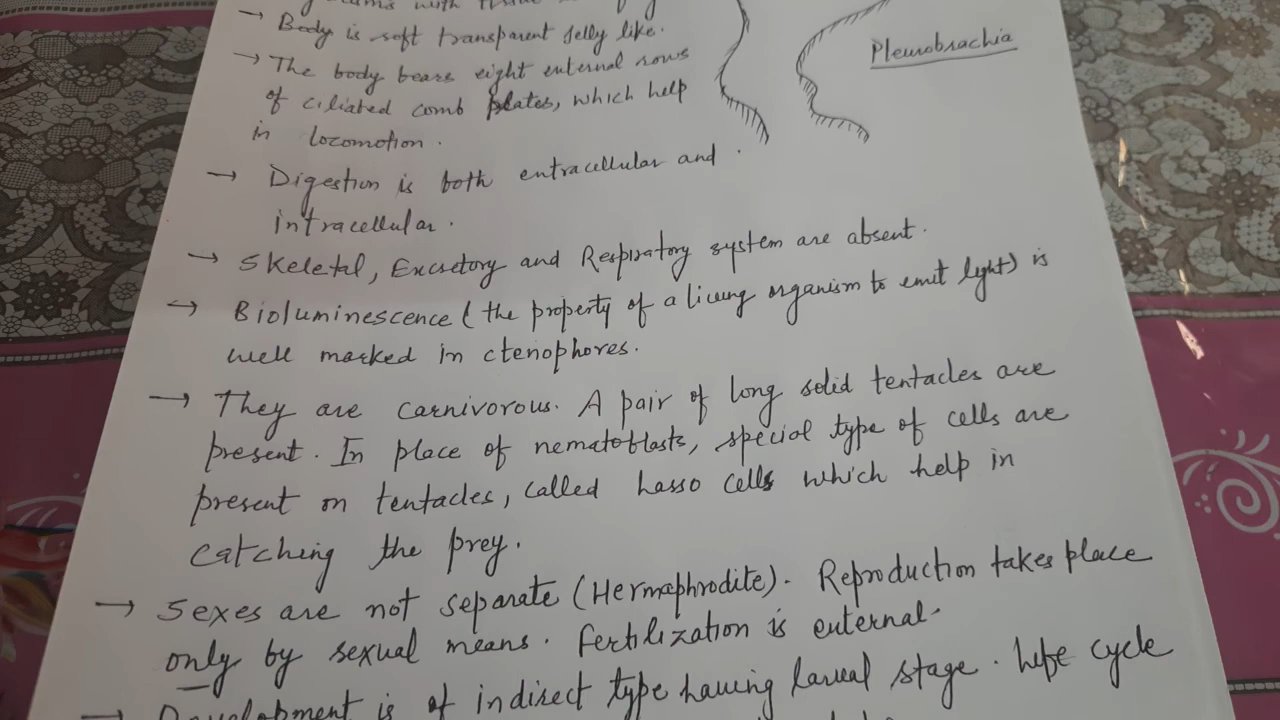 with
→ Body is soft transparent Jelly like.
→ The body bears eight external rows
of ciliated comb plates, which help
in locomotion.
→ Digestion is both extracellular and
intracellular.
→ Skeletal, Excretory and Respiratory system are absent.
→ Bioluminescence (the property of a living organism to emit light) is
well marked in ctenophores.
→ They are carnivorous. A pair of long solid tentacles are
present. In place of nematoblasts, special type of cells are
present on tentacles, called Lasso cells which help in
catching the prey.
→ Sexes are not separate (Hermaphrodite). Reproduction takes place
only by sexual means. Fertilization is external.
→ Development is of indirect type having larval stage. Life cycle
Pleurobrachia